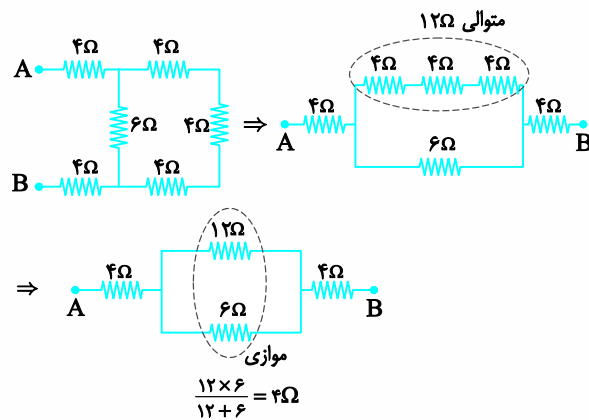 متوالی ۱۲Ω
۴Ω ۴Ω
A
۴Ω ۴Ω ۴Ω
۶Ω ۴Ω
⇒
۴Ω ۴Ω
A B
۶Ω
۴Ω ۴Ω
B
۱۲Ω
⇒
۴Ω ۴Ω
A B
۶Ω
موازی
۱۲×۶ / ۱۲+۶ = ۴Ω